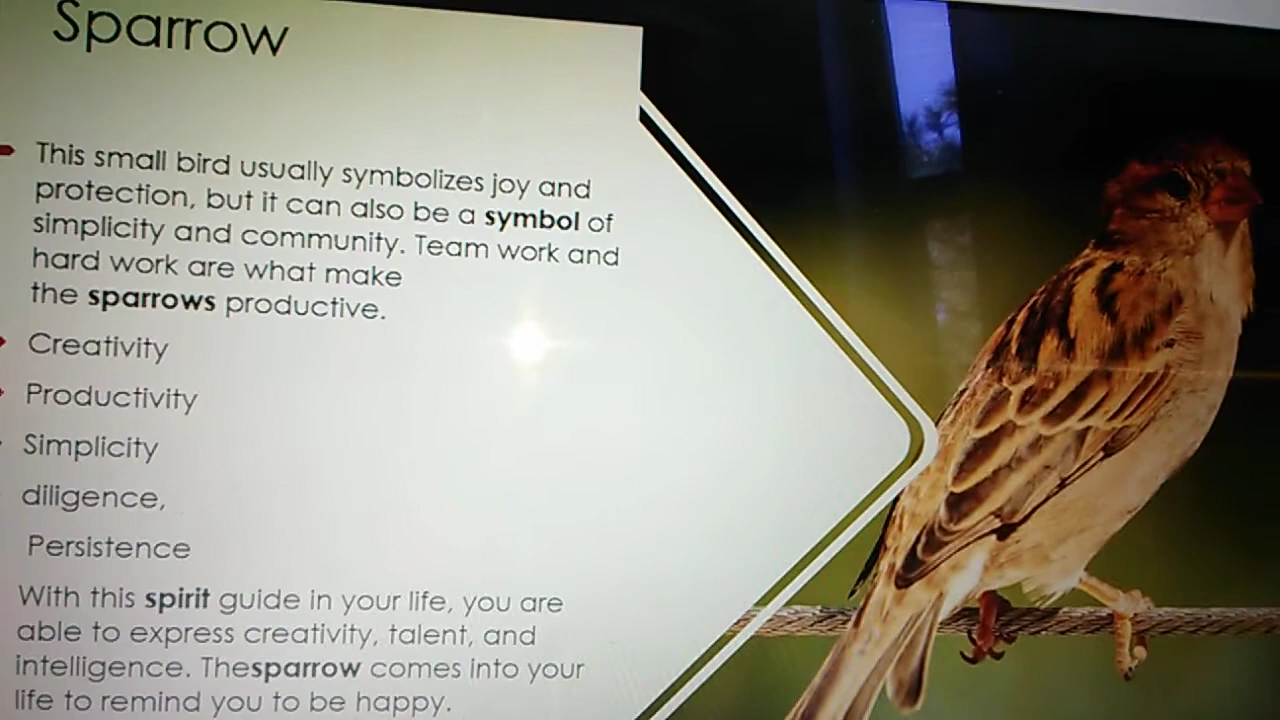 Sparrow
This small bird usually symbolizes joy and
protection, but it can also be a symbol of
simplicity and community. Team work and
hard work are what make
the sparrows productive.
Creativity
Productivity
Simplicity
diligence,
Persistence
With this spirit guide in your life, you are
able to express creativity, talent, and
intelligence. Thesparrow comes into your
life to remind you to be happy.